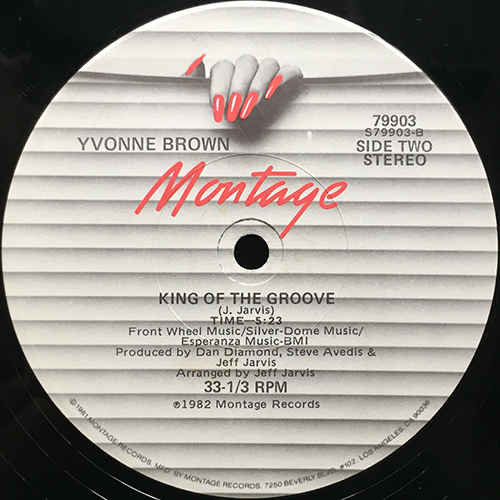 79903
S79903-B
YVONNE BROWN
SIDE TWO
STEREO
Montage
KING OF THE GROOVE
(J. Jarvis)
TIME—5:23
Front Wheel Music/Silver-Dome Music/
Esperanza Music-BMI
Produced by Dan Diamond, Steve Avedis &
Jeff Jarvis
Arranged by Jeff Jarvis
33-1/3 RPM
℗1982 Montage Records
©1981 MONTAGE RECORDS. MFD. BY MONTAGE RECORDS. 7250 BEVERLY BLVD. #102, LOS ANGELES, CA. 90036